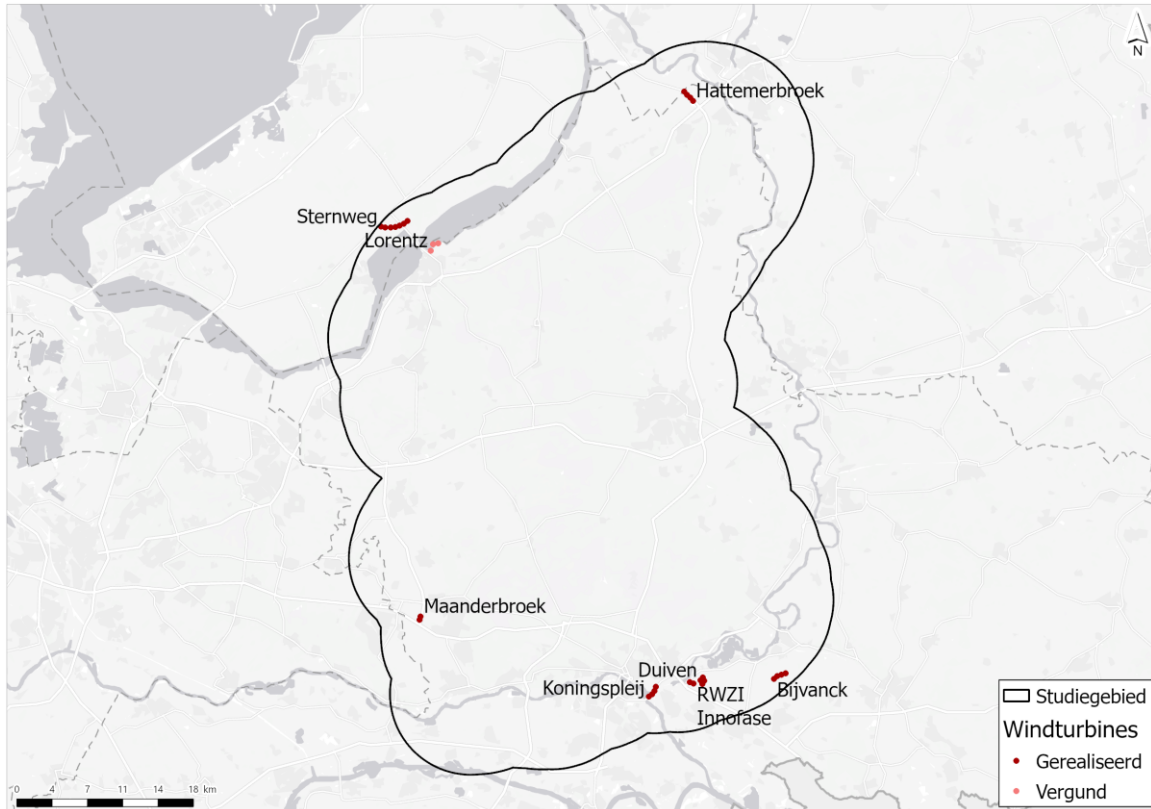 N
Hattemerbroek
Sternweg
Lorentz
Maanderbroek
Duiven
Koningspleij
RWZI
Innofase
Bijvanck
Studiegebied
Windturbines
Gerealiseerd
Vergund
0 4 7 11 14 18 km